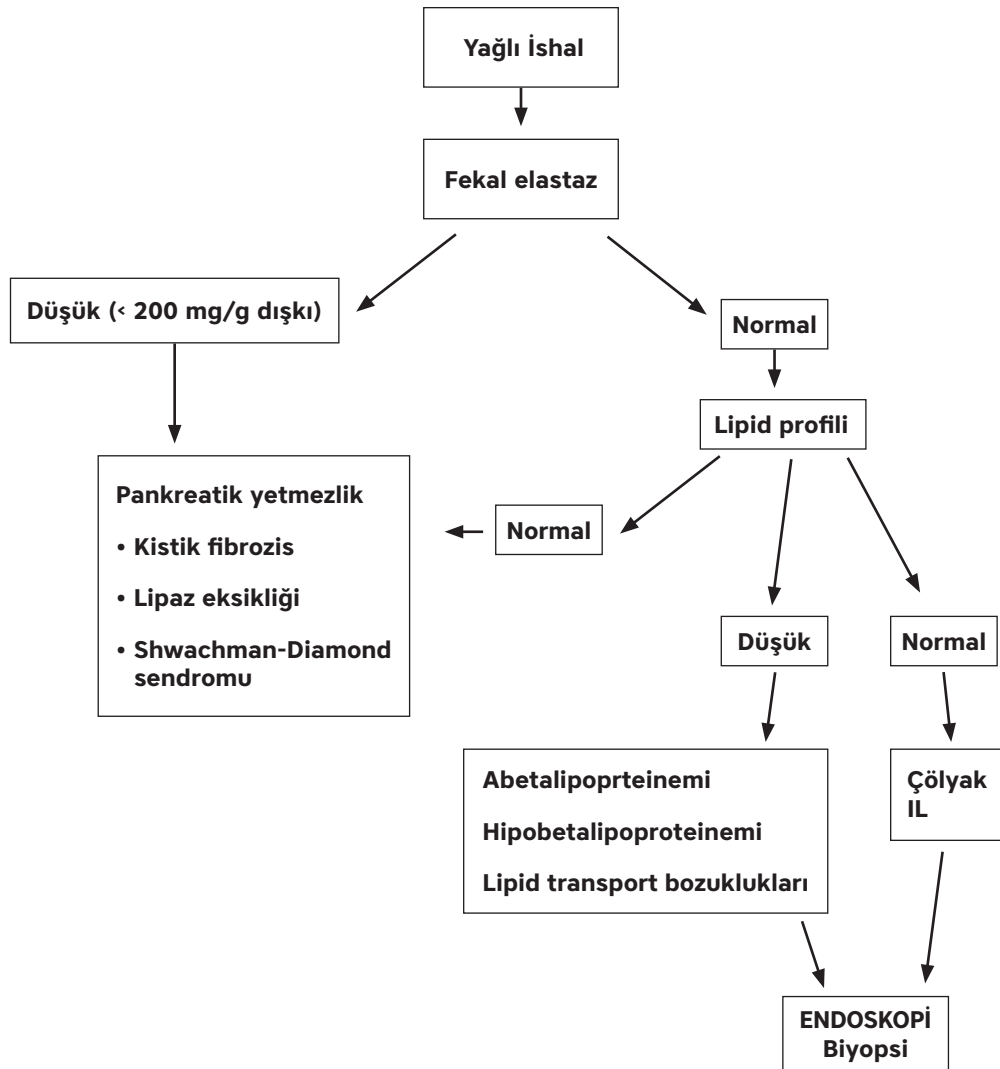 Yağlı İshal
Fekal elastaz
Düşük (< 200 mg/g dışkı)
Normal
Lipid profili
Pankreatik yetmezlik
• Kistik fibrozis
• Lipaz eksikliği
• Shwachman-Diamond
sendromu
Normal
Düşük
Normal
Abetalipoprteinemi
Hipobetalipoproteinemi
Lipid transport bozuklukları
Çölyak
IL
ENDOSKOPİ
Biyopsi